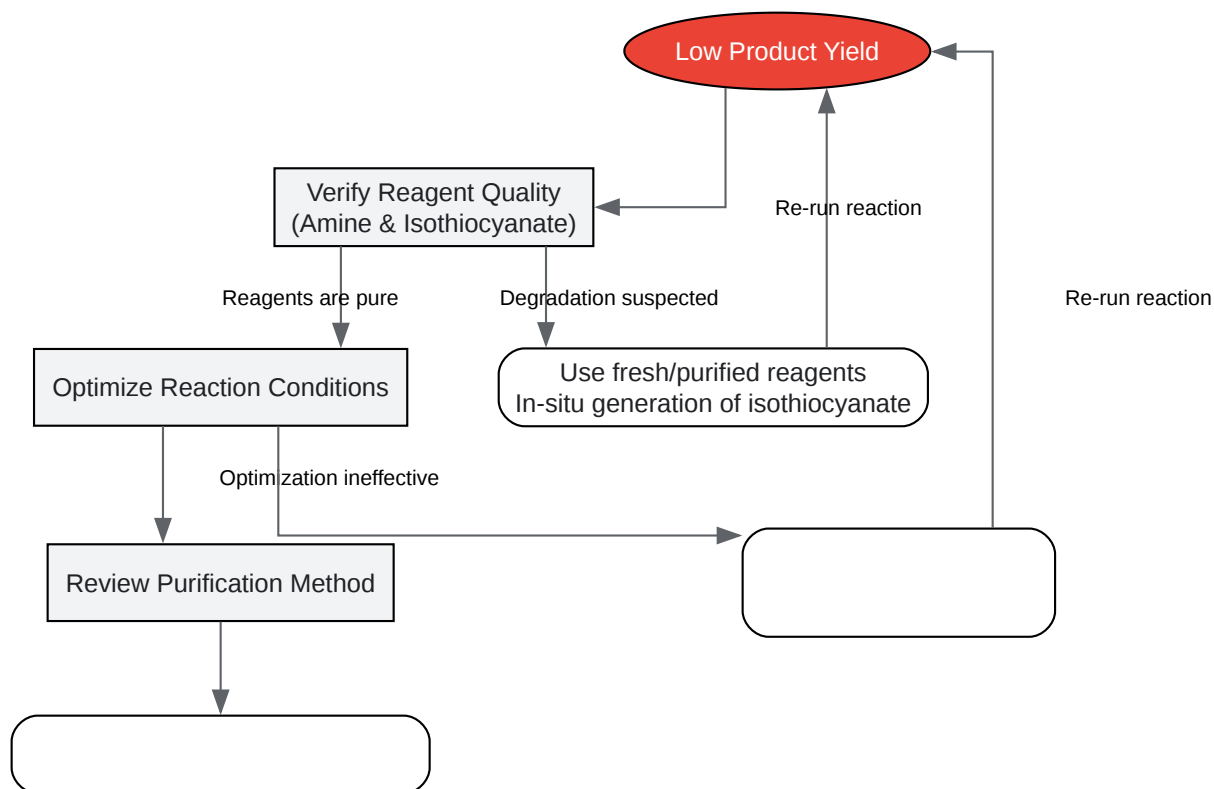 Low Product Yield
Verify Reagent Quality
(Amine & Isothiocyanate)
Re-run reaction
Reagents are pure
Degradation suspected
Re-run reaction
Optimize Reaction Conditions
Use fresh/purified reagents
In-situ generation of isothiocyanate
Optimization ineffective
Review Purification Method